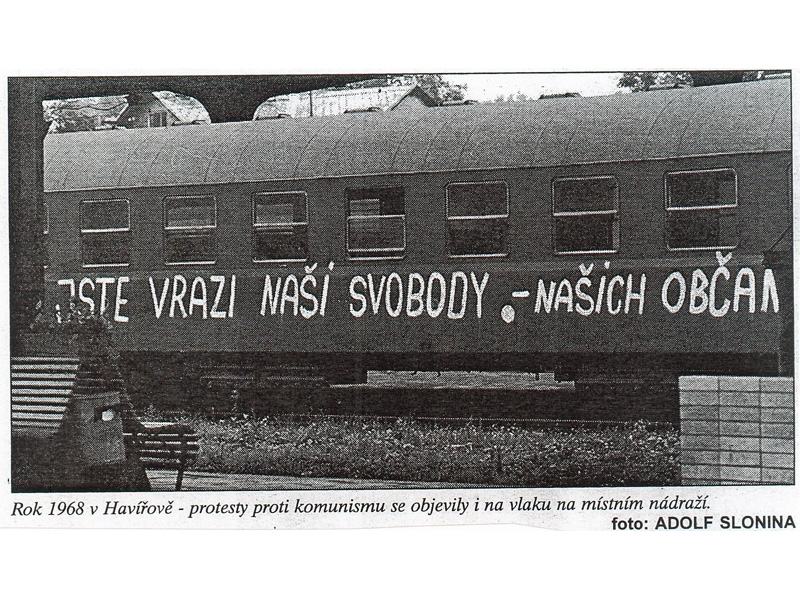 JSTE VRAZI NAŠÍ SVOBODY .- NAŠICH OBČAN
Rok 1968 v Havířově - protesty proti komunismu se objevily i na vlaku na místním nádraží.
foto: ADOLF SLONINA